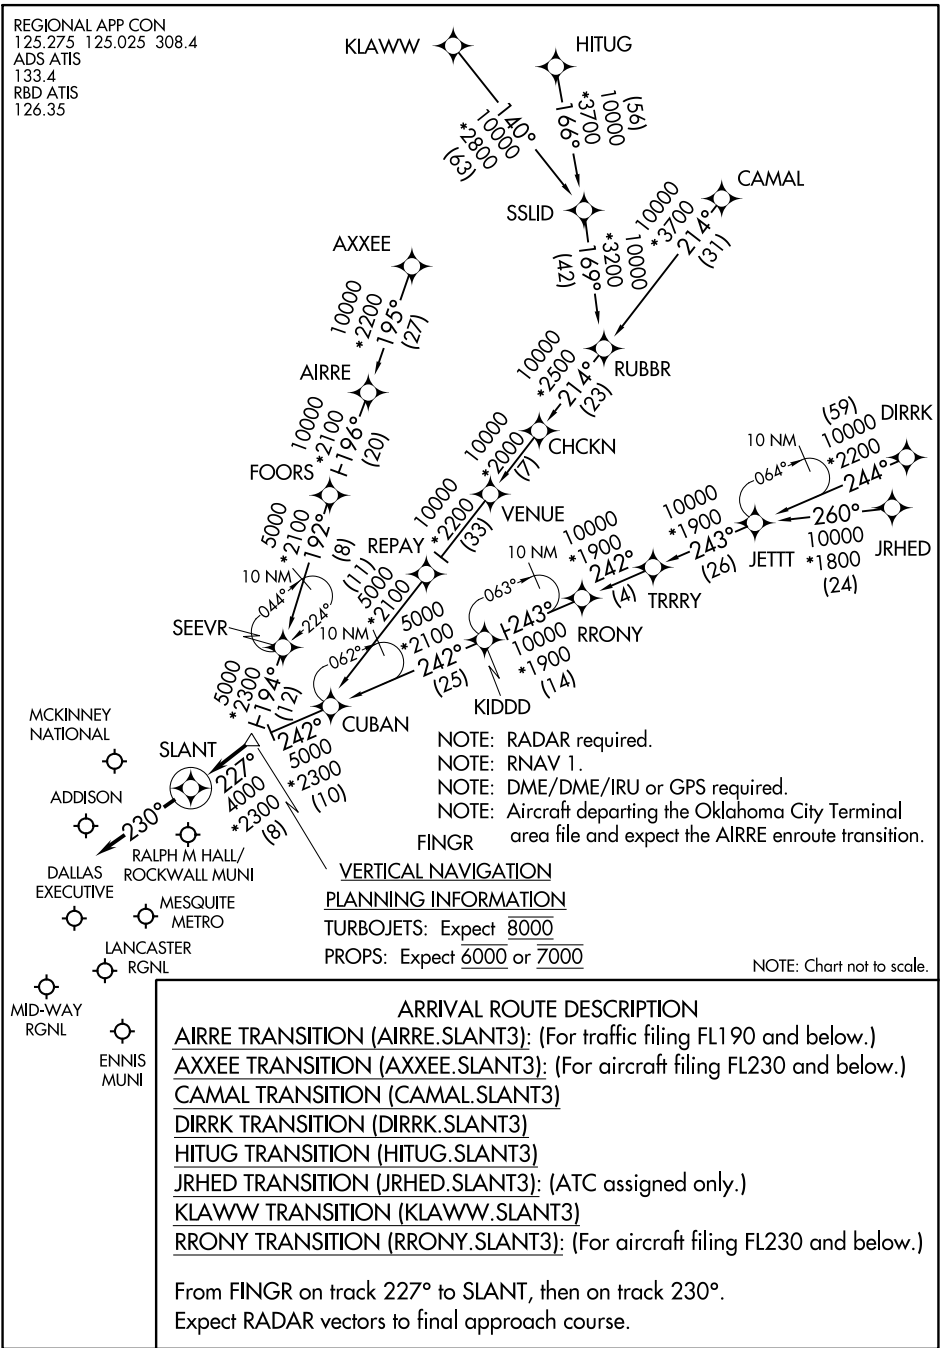 REGIONAL APP CON
125.275 125.025 308.4
ADS ATIS
133.4
RBD ATIS
126.35
KLAWW
HITUG
140°
10000
*2800
(63)
(56)
10000
*3700
166°
SSLID
CAMAL
10000
*3700
214°
(31)
10000
*3200
169°
(42)
AXXEE
10000
*2200
195°
(27)
RUBBR
10000
*2500
214°
(23)
AIRRE
10000
*2100
196°
(20)
CHCKN
10000
*2000
(7)
FOORS
VENUE
10000
*2200
(33)
5000
*2100
192°
(8)
REPAY
(11)
5000
*2100
DIRRK
(59)
10000
*2200
244°
10 NM
064°
JRHED
260°
10000
*1800
(24)
JETTT
10000
*1900
243°
(26)
TRRRY
10000
*1900
242°
(4)
RRONY
10 NM
063°
243°
10000
*1900
(14)
KIDDD
5000
*2100
242°
(25)
10 NM
062°
CUBAN
10 NM
044°
224°
SEEVR
5000
*2300
194°
(12)
242°
5000
*2300
(10)
SLANT
227°
4000
*2300
(8)
230°
MCKINNEY
NATIONAL
ADDISON
RALPH M HALL/
ROCKWALL MUNI
DALLAS
EXECUTIVE
MESQUITE
METRO
LANCASTER
RGNL
MID-WAY
RGNL
ENNIS
MUNI
NOTE: RADAR required.
NOTE: RNAV 1.
NOTE: DME/DME/IRU or GPS required.
NOTE: Aircraft departing the Oklahoma City Terminal
area file and expect the AIRRE enroute transition.
FINGR
VERTICAL NAVIGATION
PLANNING INFORMATION
TURBOJETS: Expect 8000
PROPS: Expect 6000 or 7000
NOTE: Chart not to scale.
ARRIVAL ROUTE DESCRIPTION
AIRRE TRANSITION (AIRRE.SLANT3): (For traffic filing FL190 and below.)
AXXEE TRANSITION (AXXEE.SLANT3): (For aircraft filing FL230 and below.)
CAMAL TRANSITION (CAMAL.SLANT3)
DIRRK TRANSITION (DIRRK.SLANT3)
HITUG TRANSITION (HITUG.SLANT3)
JRHED TRANSITION (JRHED.SLANT3): (ATC assigned only.)
KLAWW TRANSITION (KLAWW.SLANT3)
RRONY TRANSITION (RRONY.SLANT3): (For aircraft filing FL230 and below.)
From FINGR on track 227° to SLANT, then on track 230°.
Expect RADAR vectors to final approach course.